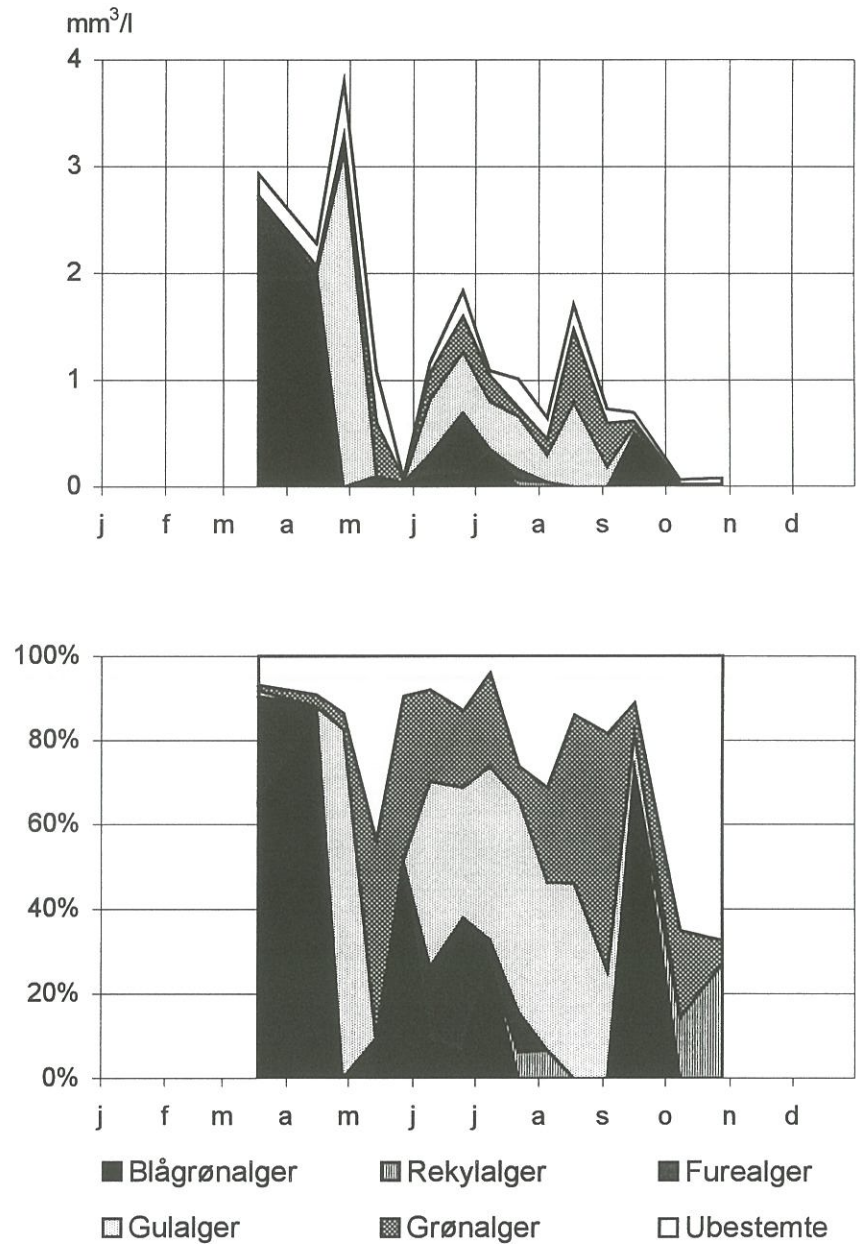 mm³/l
4
3
2
1
0
j f m a m j j a s o n d
100%
80%
60%
40%
20%
0%
j f m a m j j a s o n d
Blågrønalger Rekylalger Furealger
Gulalger Grønalger Ubestemte